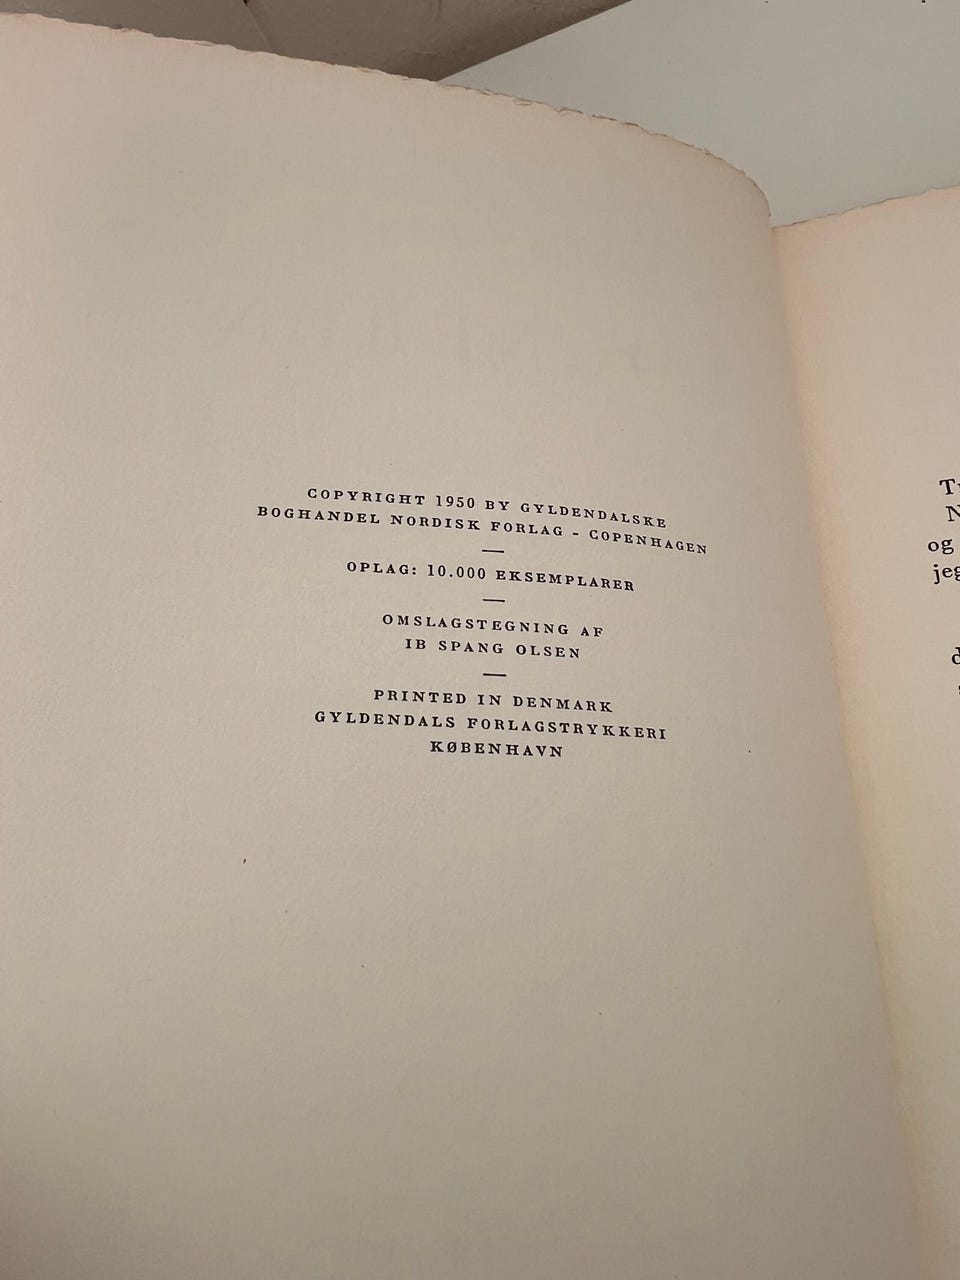 COPYRIGHT 1950 BY GYLDENDALSKE
BOGHANDEL NORDISK FORLAG - COPENHAGEN
OPLAG: 10.000 EKSEMPLARER
OMSLAGSTEGNING AF
IB SPANG OLSEN
PRINTED IN DENMARK
GYLDENDALS FORLAGSTRYKKERI
KØBENHAVN
og